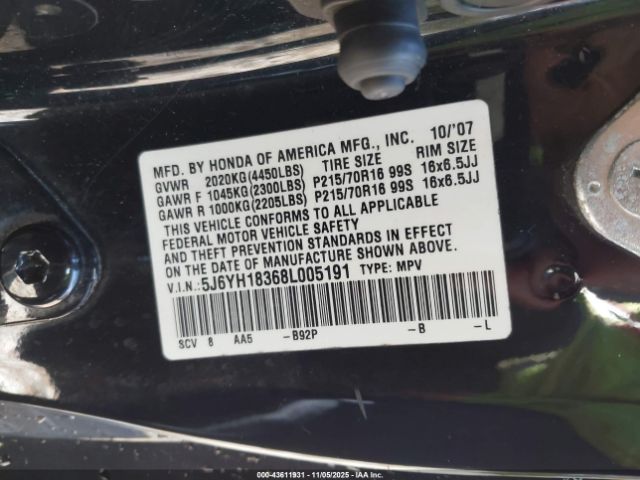 MFD. BY HONDA OF AMERICA MFG., INC. 10/'07
GVWR 2020KG(4450LBS) TIRE SIZE RIM SIZE
GAWR F 1045KG(2300LBS) P215/70R16 99S 16x6.5JJ
GAWR R 1000KG(2205LBS) P215/70R16 99S 16x6.5JJ
THIS VEHICLE CONFORMS TO ALL APPLICABLE
FEDERAL MOTOR VEHICLE SAFETY
AND THEFT PREVENTION STANDARDS IN EFFECT
ON THE DATE OF MANUFACTURE SHOWN ABOVE.
V.I.N.:5J6YH18368L005191 TYPE: MPV
SCV 8 AA5 -B92P -B -L
000-43611931 - 11/05/2025 - IAA Inc.